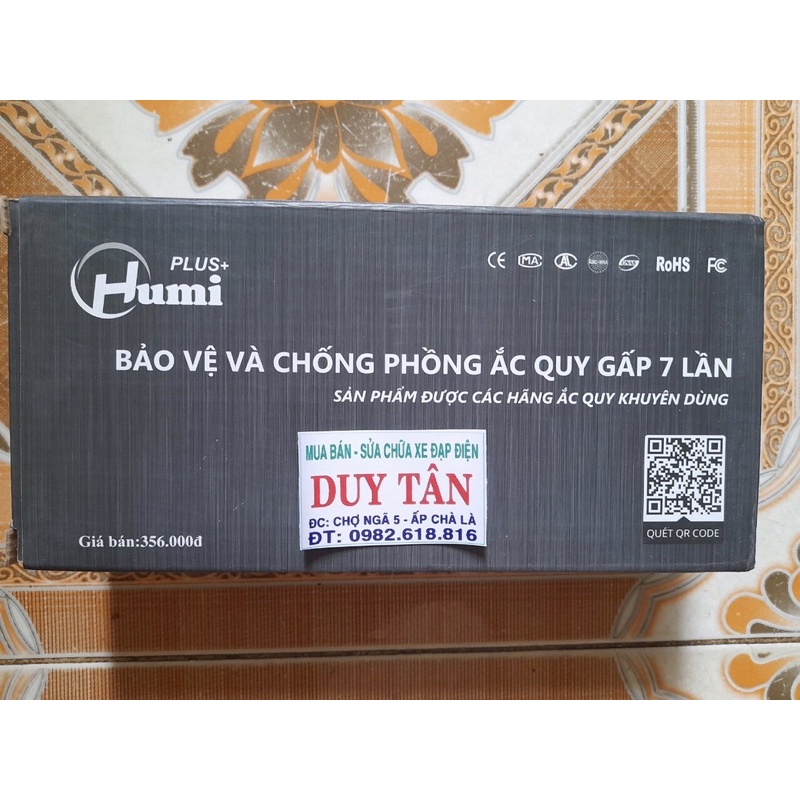 PLUS+
Humi
CE MA AL CNAS RoHS FC
BẢO VỆ VÀ CHỐNG PHỒNG ẮC QUY GẤP 7 LẦN
SẢN PHẨM ĐƯỢC CÁC HÃNG ẮC QUY KHUYÊN DÙNG
MUA BÁN - SỬA CHỮA XE ĐẠP ĐIỆN
DUY TÂN
ĐC: CHỢ NGÃ 5 - ẤP CHÀ LÀ
ĐT: 0982.618.816
Giá bán:356.000đ
QUÉT QR CODE